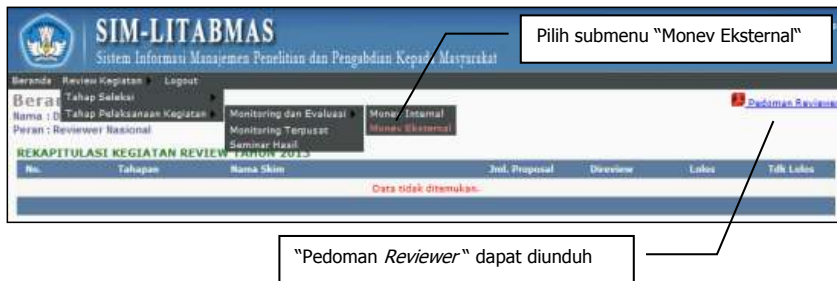 SIM-LITABMAS
Sistem Informasi Manajemen Penelitian dan Pengabdian Kepada Masyarakat
Pilih submenu “Monev Eksternal“
Beranda Review Kegiatan Logout
Tahap Seleksi
Tahap Pelaksanaan Kegiatan
Monitoring dan Evaluasi
Monitoring Terpusat
Seminar Hasil
Monev Internal
Monev Eksternal
Pedoman Reviewer
Nama : D
Peran : Reviewer Nasional
REKAPITULASI KEGIATAN REVIEW TAHUN 2013
No. Tahapan Nama Skim Jml. Proposal Direview Lolos Tdk Lolos
Data tidak ditemukan.
“Pedoman Reviewer “ dapat diunduh